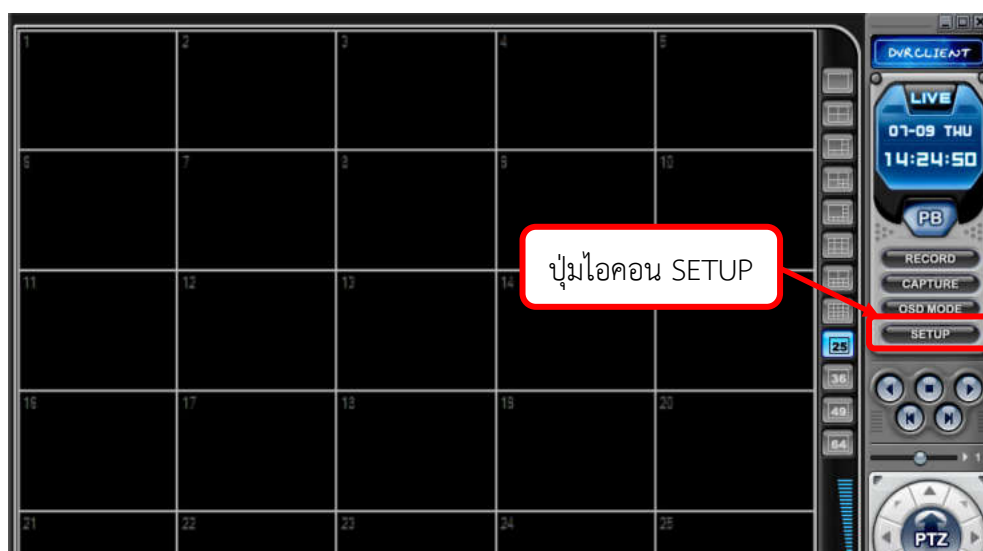 1 2 3 4 5
DVRCLIENT
LIVE
07-09 THU
14:24:50
6 7 8 9 10
PB
ปุ่มไอคอน SETUP
RECORD
11 12 13 14
CAPTURE
OSD MODE
SETUP
25
36
16 17 18 19 20
49
64
1
21 22 23 24 25
PTZ